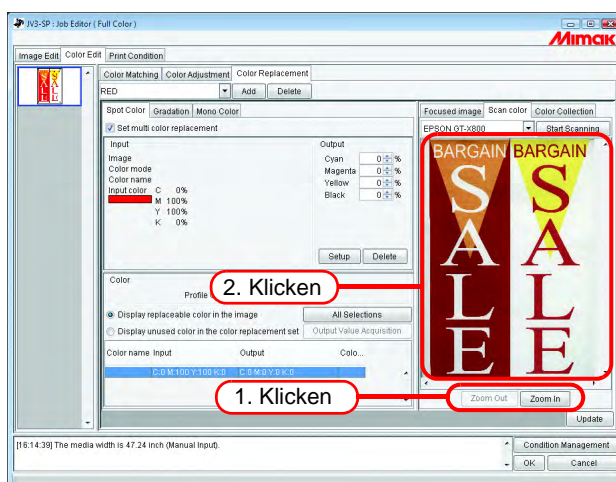 JV3-SP : Job Editor ( Full Color )
Mimaki
Image Edit Color Edit Print Condition
Color Matching Color Adjustment Color Replacement
RED Add Delete
Spot Color Gradation Mono Color
Focused image Scan color Color Collection
Set multi color replacement
EPSON GT-X800 Start Scanning
Input
Image
Color mode
Color name
Input color C 0%
M 100%
Y 100%
K 0%
Output
Cyan 0 %
Magenta 0 %
Yellow 0 %
Black 0 %
Setup Delete
BARGAIN BARGAIN
SALE SALE
Color
Profile
2. Klicken
Display replaceable color in the image All Selections
Display unused color in the color replacement set Output Value Acquisition
Color name Input Output Colo...
C:0 M:100 Y:100 K:0 C:0 M:0 Y:0 K:0
1. Klicken
Zoom Out Zoom In
Update
[16:14:39] The media width is 47.24 inch (Manual Input).
Condition Management
OK Cancel
SALE SALE